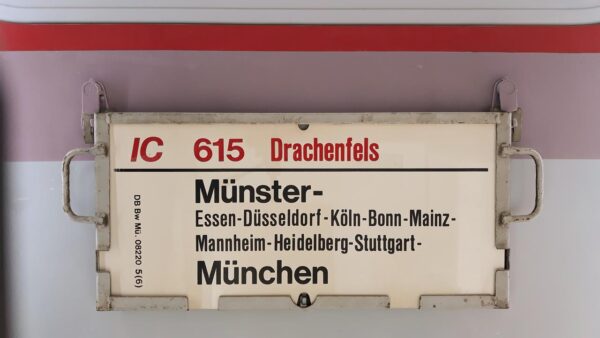 IC 615 Drachenfels
Münster-
Essen-Düsseldorf-Köln-Bonn-Mainz-
Mannheim-Heidelberg-Stuttgart-
München
DB Bw Mü. 08220 5(6)